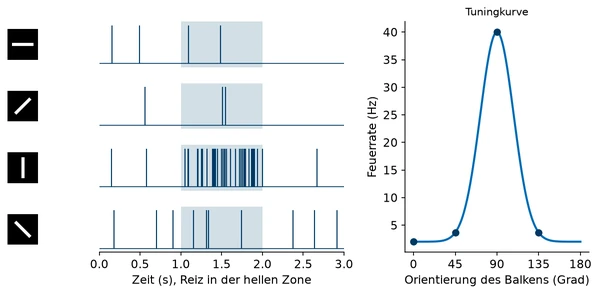 Tuningkurve
Feuerrate (Hz)
40
35
30
25
20
15
10
5
0.0 0.5 1.0 1.5 2.0 2.5 3.0
Zeit (s), Reiz in der hellen Zone
0 45 90 135 180
Orientierung des Balkens (Grad)